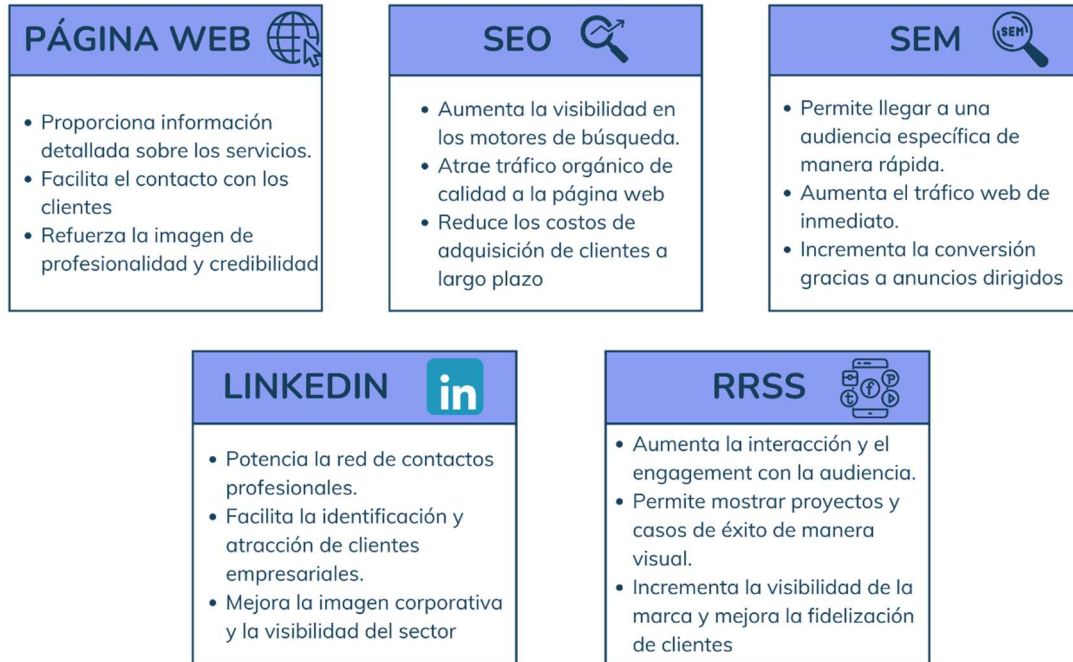 PÁGINA WEB
• Proporciona información
detallada sobre los servicios.
• Facilita el contacto con los
clientes
• Refuerza la imagen de
profesionalidad y credibilidad
SEO
• Aumenta la visibilidad en
los motores de búsqueda.
• Atrae tráfico orgánico de
calidad a la página web
• Reduce los costos de
adquisición de clientes a
largo plazo
SEM
SEM
• Permite llegar a una
audiencia específica de
manera rápida.
• Aumenta el tráfico web de
inmediato.
• Incrementa la conversión
gracias a anuncios dirigidos
LINKEDIN
in
• Potencia la red de contactos
profesionales.
• Facilita la identificación y
atracción de clientes
empresariales.
• Mejora la imagen corporativa
y la visibilidad del sector
RRSS
• Aumenta la interacción y el
engagement con la audiencia.
• Permite mostrar proyectos y
casos de éxito de manera
visual.
• Incrementa la visibilidad de la
marca y mejora la fidelización
de clientes